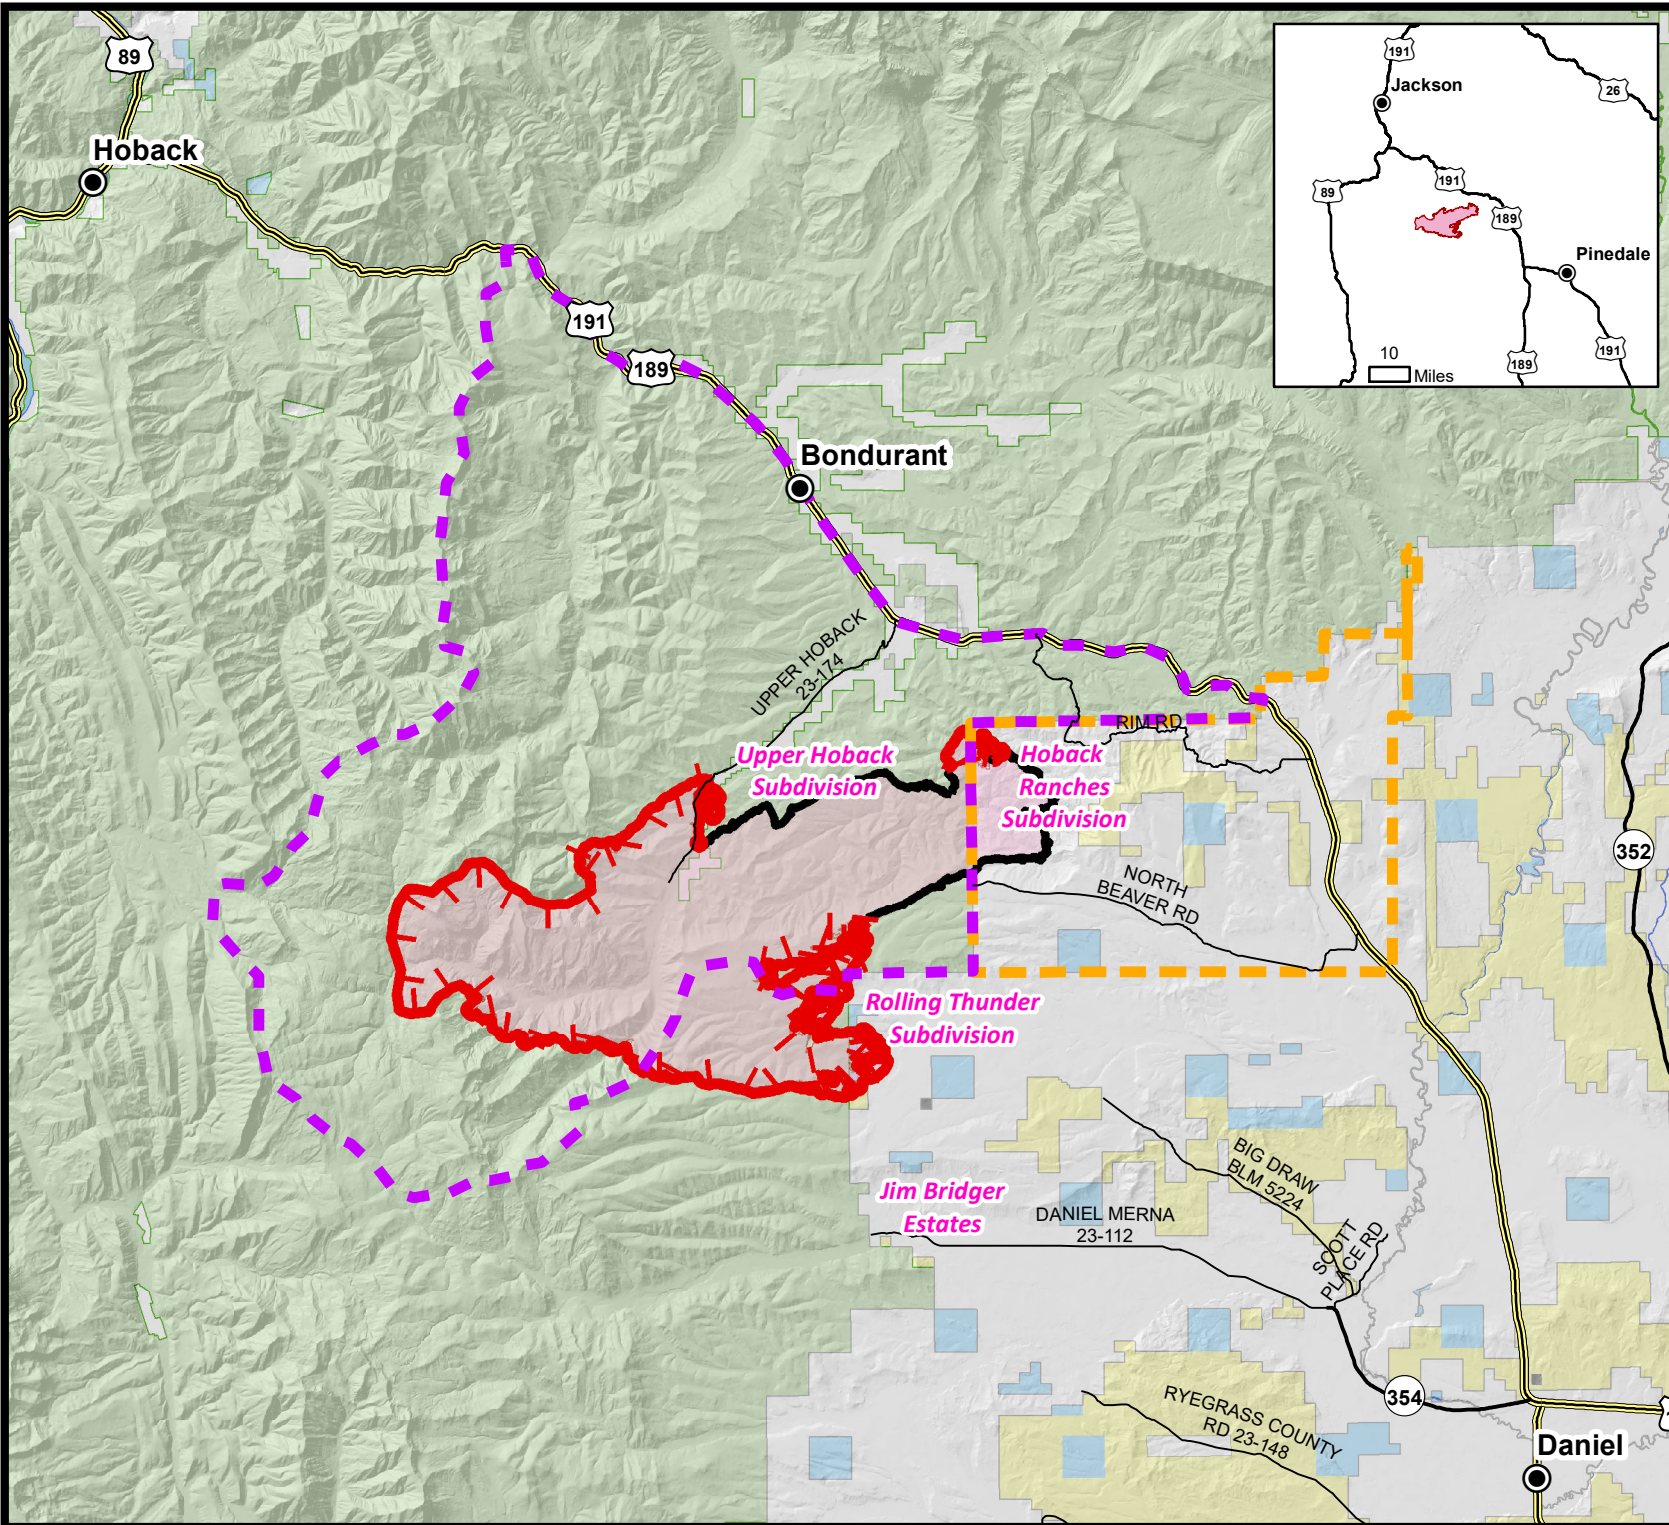 89
Hoback
191
Jackson
26
89
191
189
Pinedale
10
Miles
189
191
191
189
Bondurant
UPPER HOBACK
23-174
RIM RD
Upper Hoback
Subdivision
Hoback
Ranches
Subdivision
352
NORTH
BEAVER RD
Rolling Thunder
Subdivision
BIG DRAW
BLM 5224
Jim Bridger
Estates
DANIEL MERNA
23-112
SCOTT
PLACE RD
354
RYEGRASS COUNTY
RD 23-148
Daniel